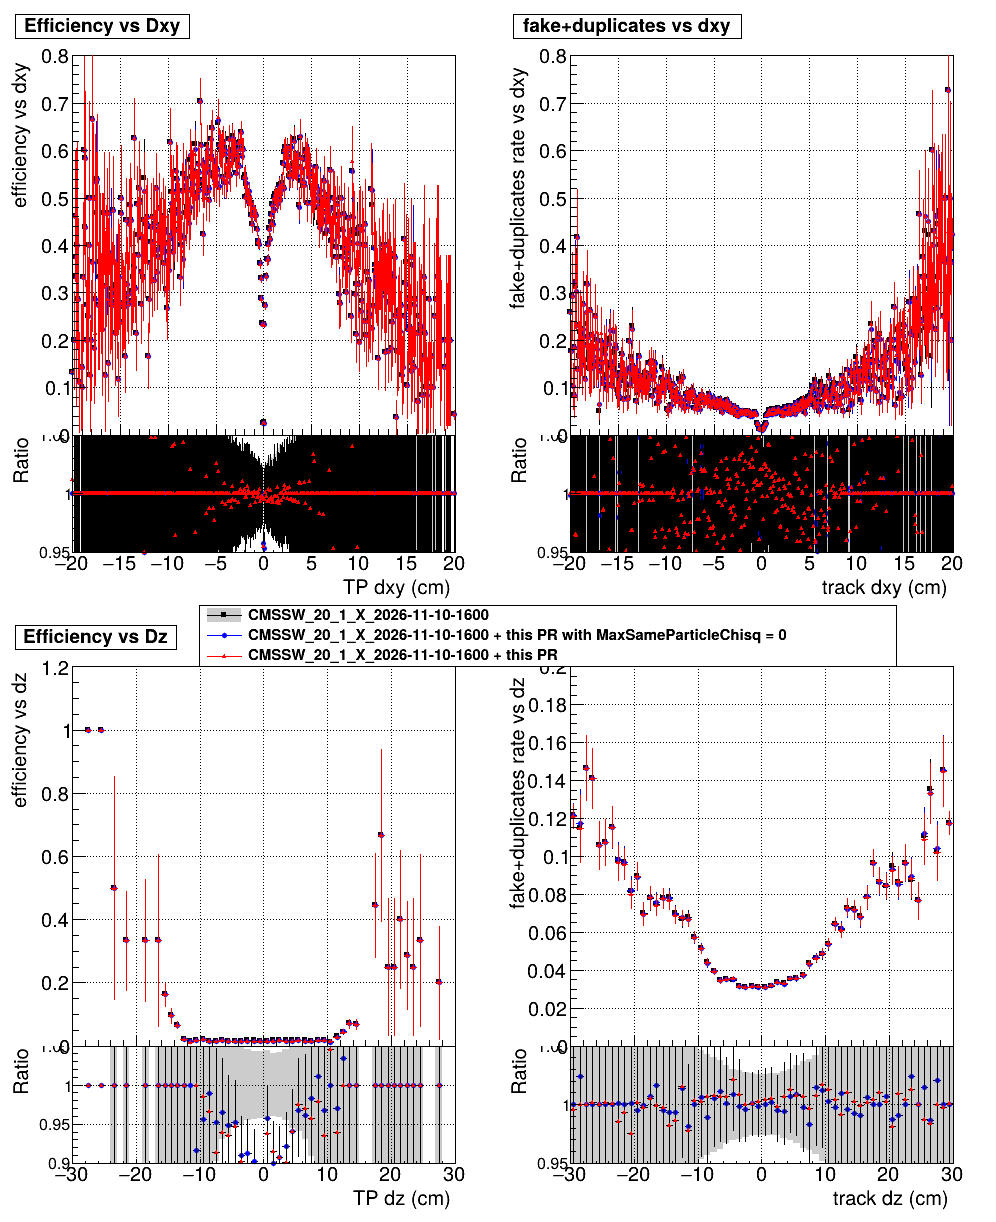 Efficiency vs Dxy
fake+duplicates vs dxy
efficiency vs dxy
0.8
0.7
0.6
0.5
0.4
0.3
0.2
0.1
0
Ratio
1
0.95
−20 −15 −10 −5 0 5 10 15 20
TP dxy (cm)
fake+duplicates rate vs dxy
0.8
0.7
0.6
0.5
0.4
0.3
0.2
0.1
0
Ratio
1
0.95
−20 −15 −10 −5 0 5 10 15 20
track dxy (cm)
CMSSW_20_1_X_2026-11-10-1600
CMSSW_20_1_X_2026-11-10-1600 + this PR with MaxSameParticleChisq = 0
CMSSW_20_1_X_2026-11-10-1600 + this PR
Efficiency vs Dz
efficiency vs dz
1.2
1
0.8
0.6
0.4
0.2
0
Ratio
1
0.95
0.9
−30 −20 −10 0 10 20 30
TP dz (cm)
fake+duplicates rate vs dz
0.2
0.18
0.16
0.14
0.12
0.1
0.08
0.06
0.04
0.02
0
Ratio
1
0.95
−30 −20 −10 0 10 20 30
track dz (cm)